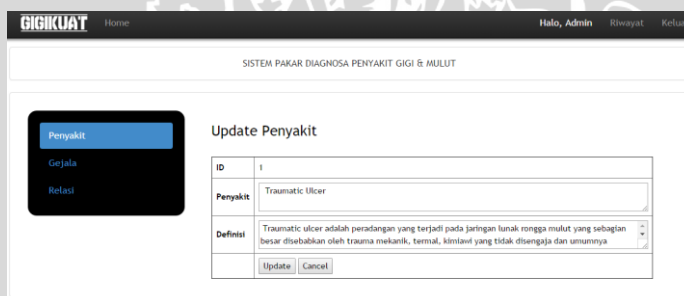 GIGIKUAT Home Halo, Admin Riwayat
SISTEM PAKAR DIAGNOSA PENYAKIT GIGI & MULUT
Penyakit
Gejala
Relasi
Update Penyakit
ID 1
Penyakit Traumatic Ulcer
Definisi Traumatic ulcer adalah peradangan yang terjadi pada jaringan lunak rongga mulut yang sebagian
besar disebabkan oleh trauma mekanik, termal, kimiawi yang tidak disengaja dan umumnya
Update Cancel